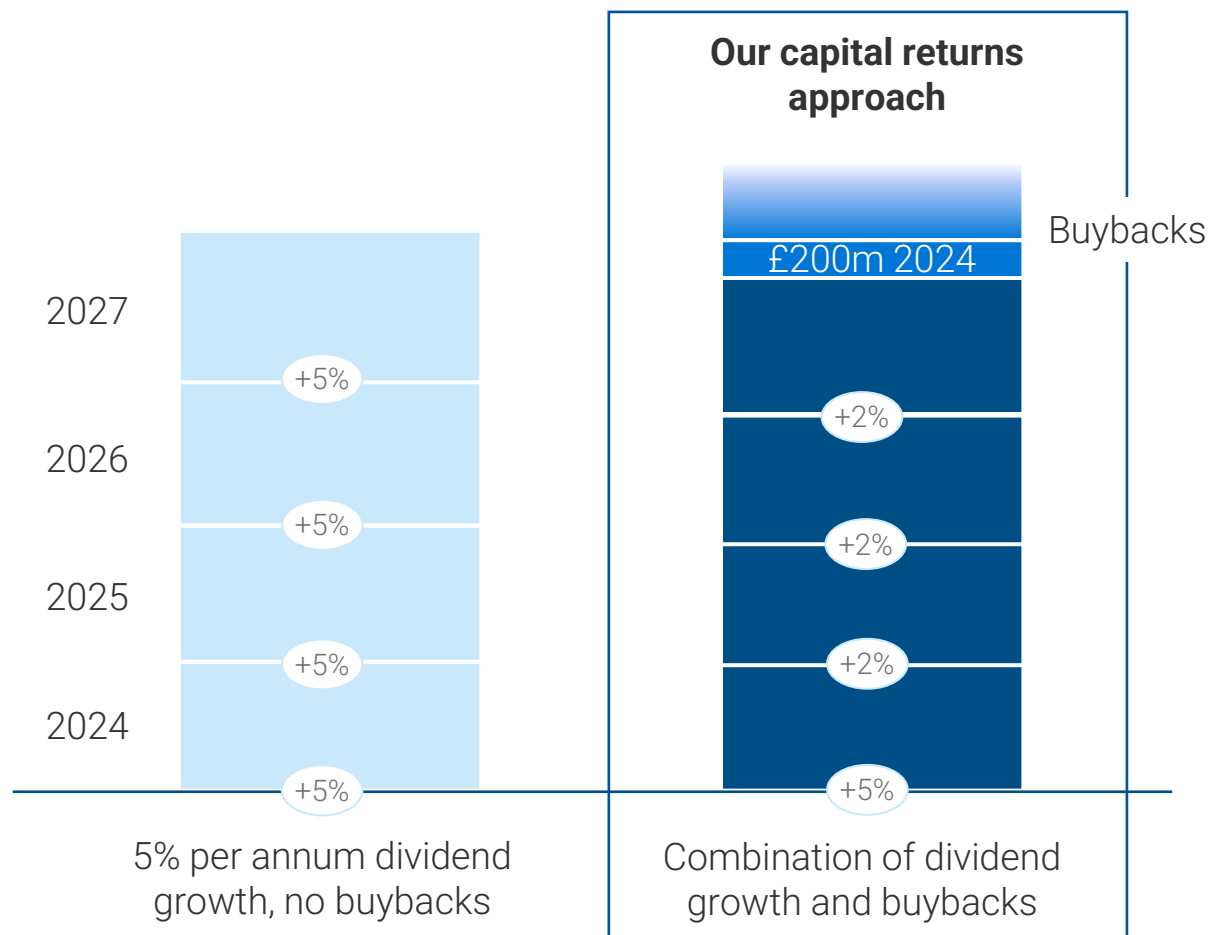 Our capital returns
approach
Buybacks
£200m 2024
2027
+5%
+2%
2026
+5%
+2%
2025
+5%
+2%
2024
+5%
+5%
5% per annum dividend
growth, no buybacks
Combination of dividend
growth and buybacks